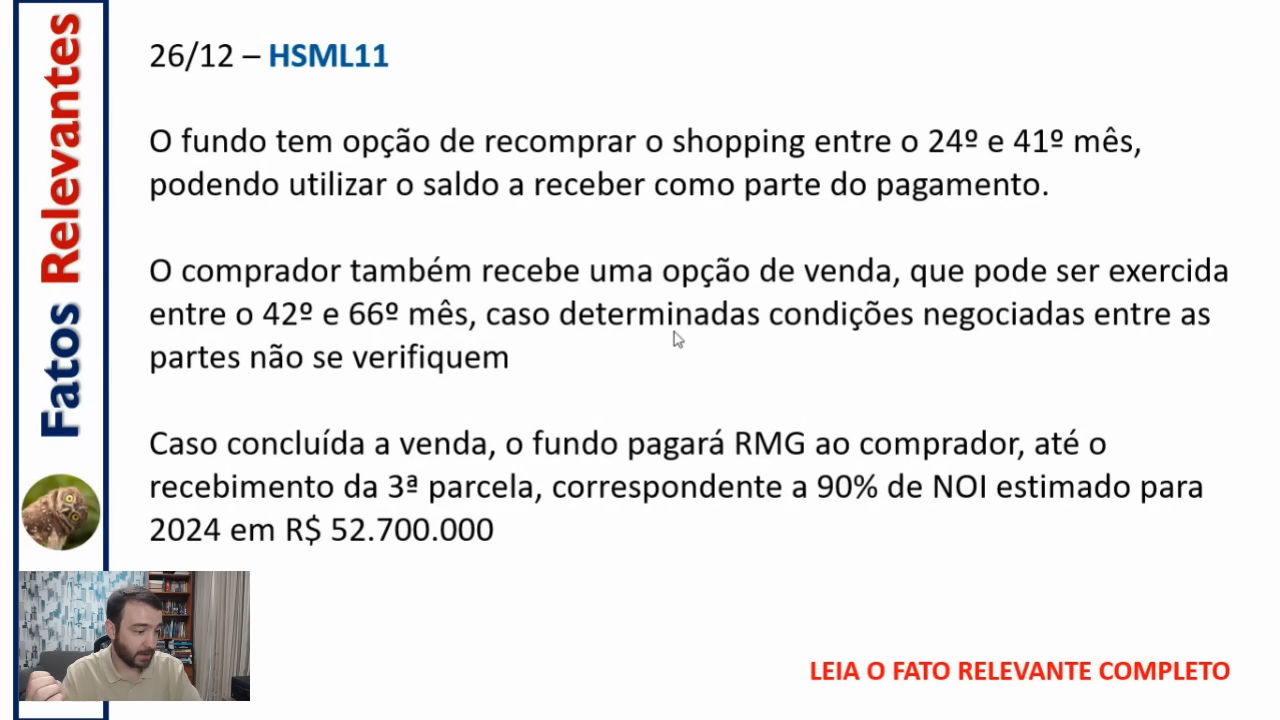 Fatos Relevantes
26/12 – HSML11
O fundo tem opção de recomprar o shopping entre o 24º e 41º mês,
podendo utilizar o saldo a receber como parte do pagamento.
O comprador também recebe uma opção de venda, que pode ser exercida
entre o 42º e 66º mês, caso determinadas condições negociadas entre as
partes não se verifiquem
Caso concluída a venda, o fundo pagará RMG ao comprador, até o
recebimento da 3ª parcela, correspondente a 90% de NOI estimado para
2024 em R$ 52.700.000
LEIA O FATO RELEVANTE COMPLETO